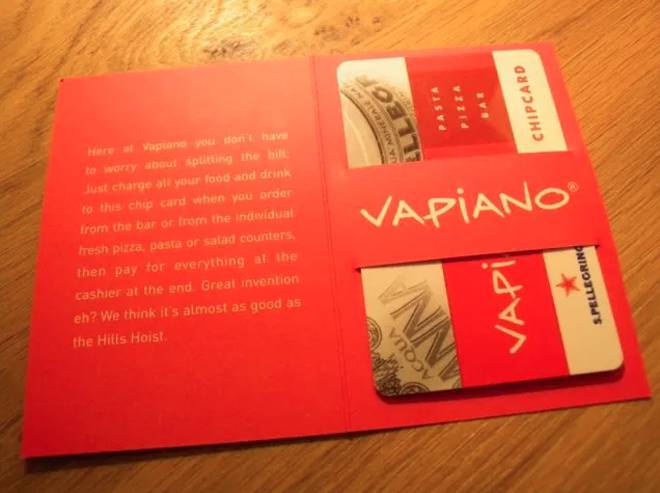 Here at Vapiano you don't have
to worry about splitting the bill.
Just charge all your food and drink
to this chip card when you order
from the bar or from the individual
fresh pizza, pasta or salad counters,
then pay for everything at the
cashier at the end. Great invention
eh? We think it's almost as good as
the Hills Hoist.
PASTA
PIZZA
BAR
CHIPCARD
VAPiANO®
ACQUA
VAPi
S.PELLEGRINO